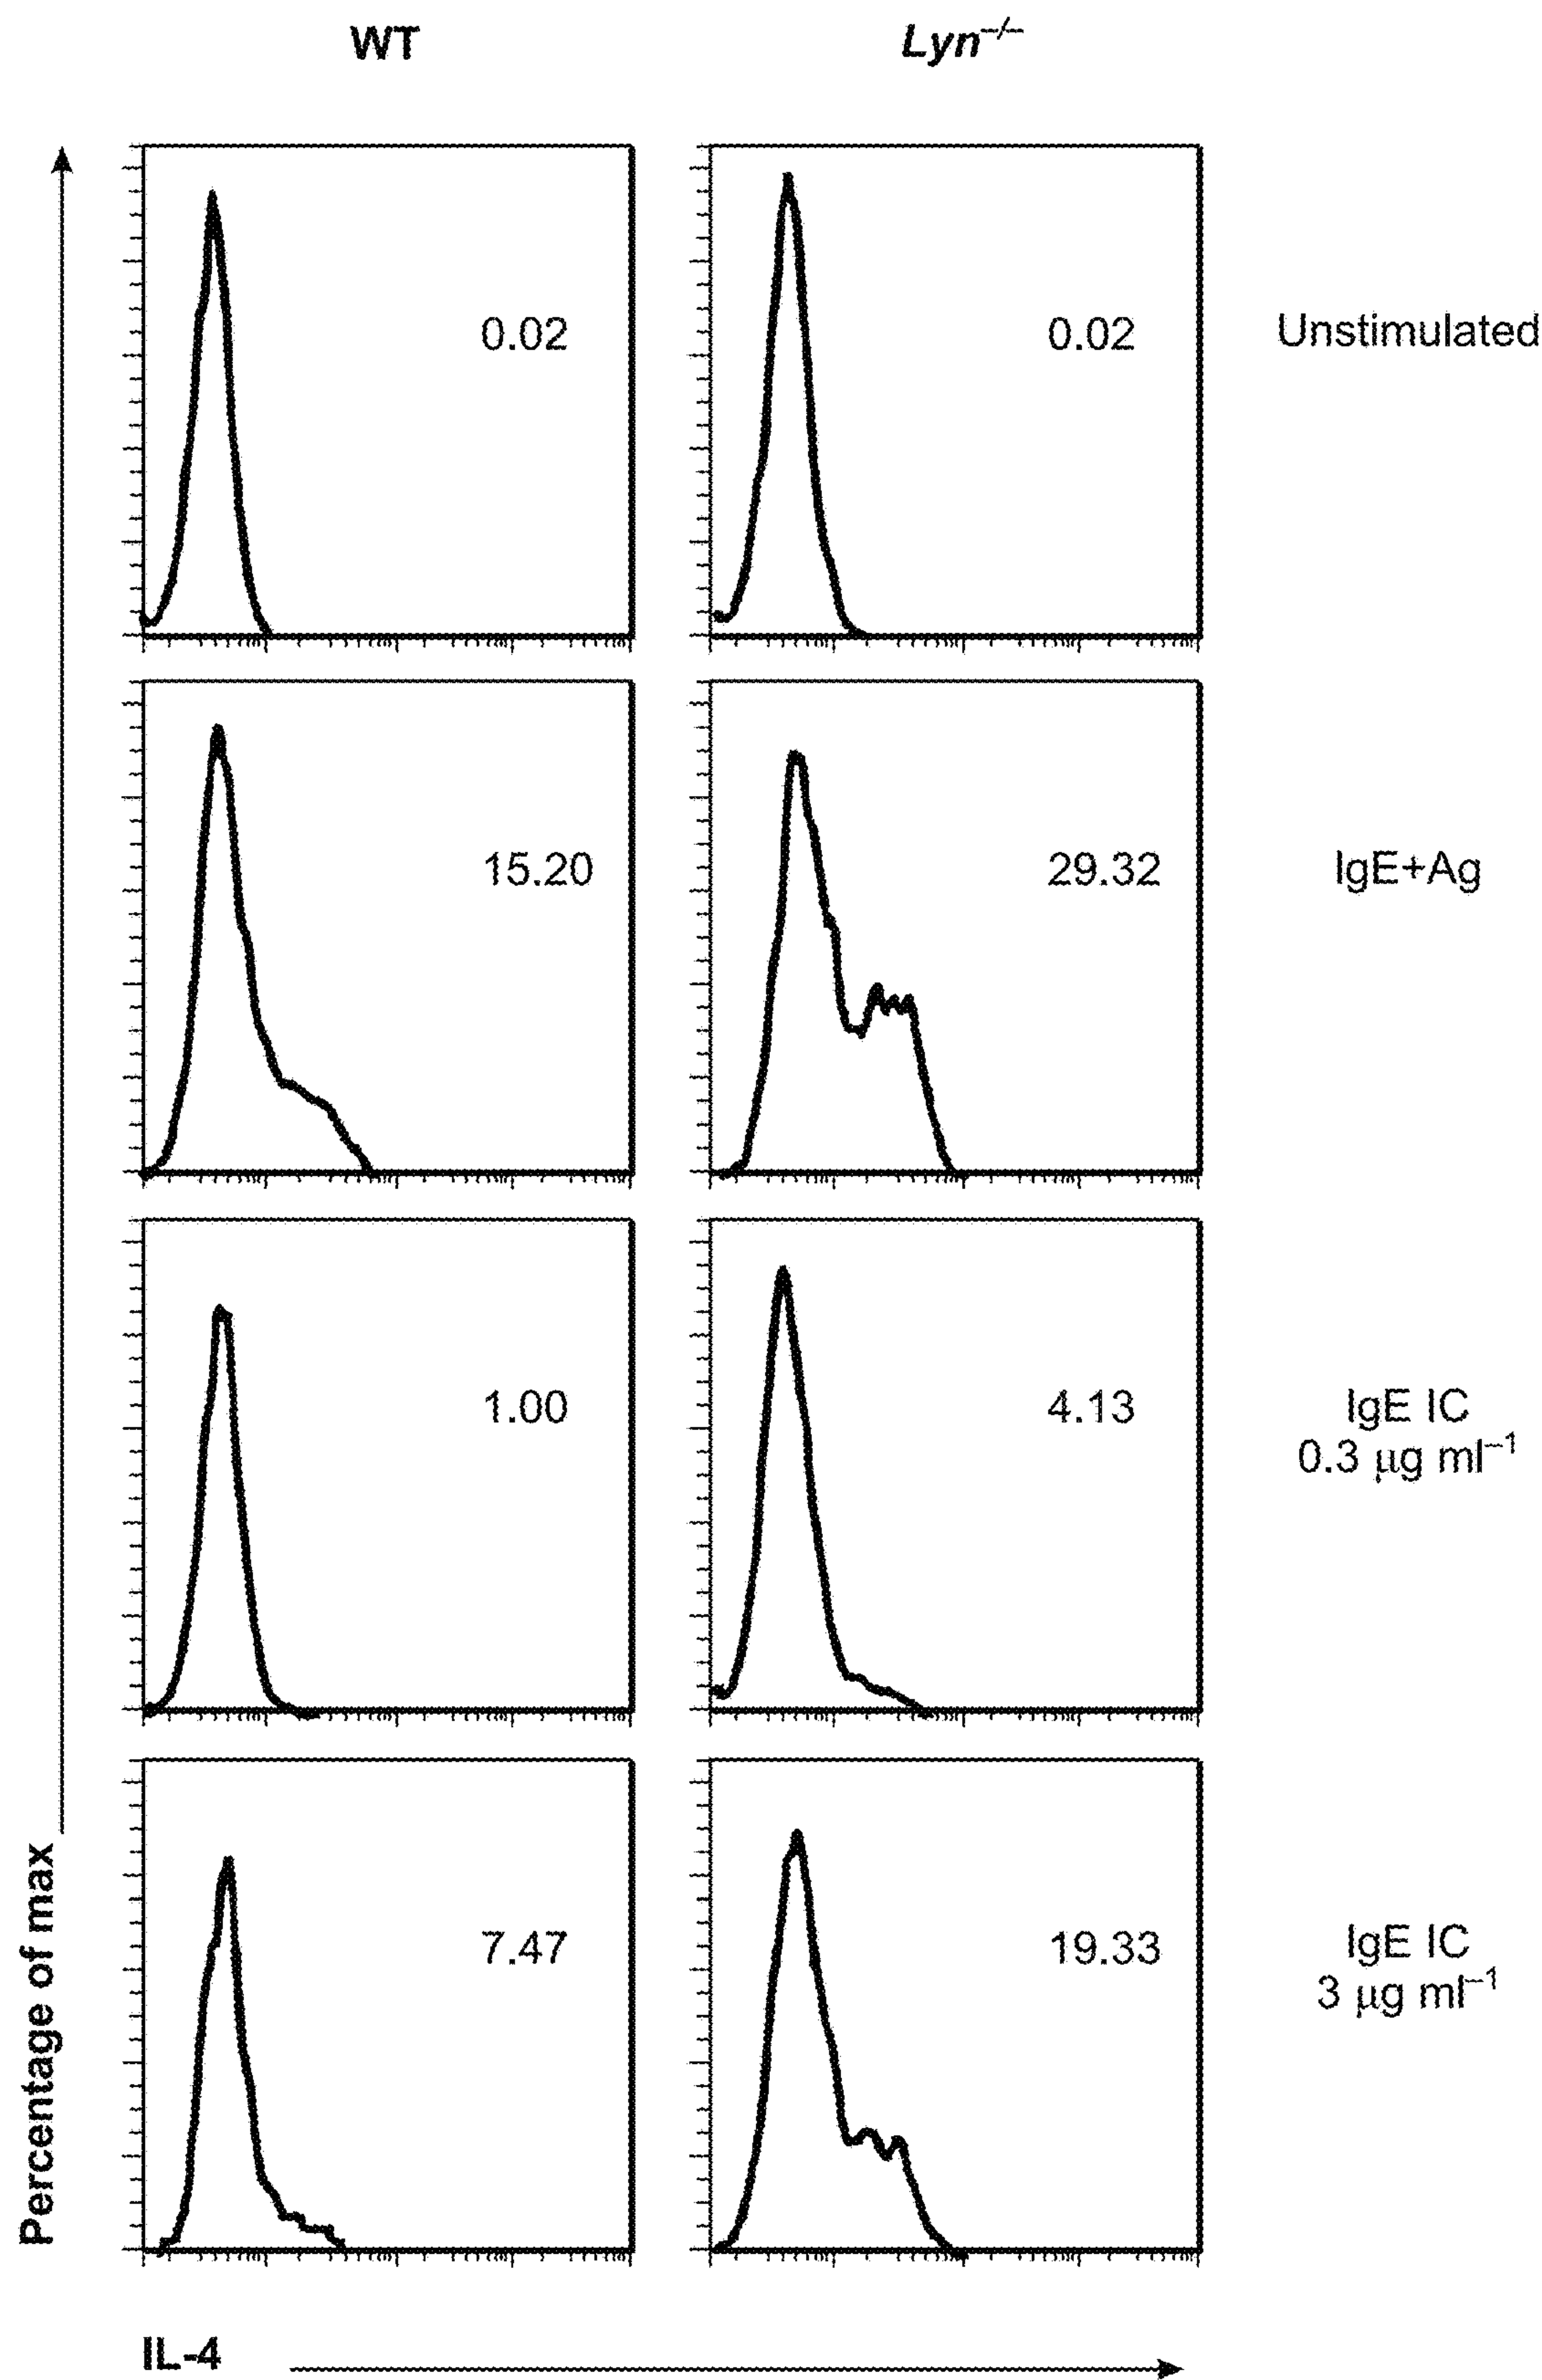 WT Lyn⁻/⁻
0.02 0.02 Unstimulated
15.20 29.32 IgE+Ag
1.00 4.13 IgE IC
0.3 μg ml⁻¹
7.47 19.33 IgE IC
3 μg ml⁻¹
Percentage of max
IL-4